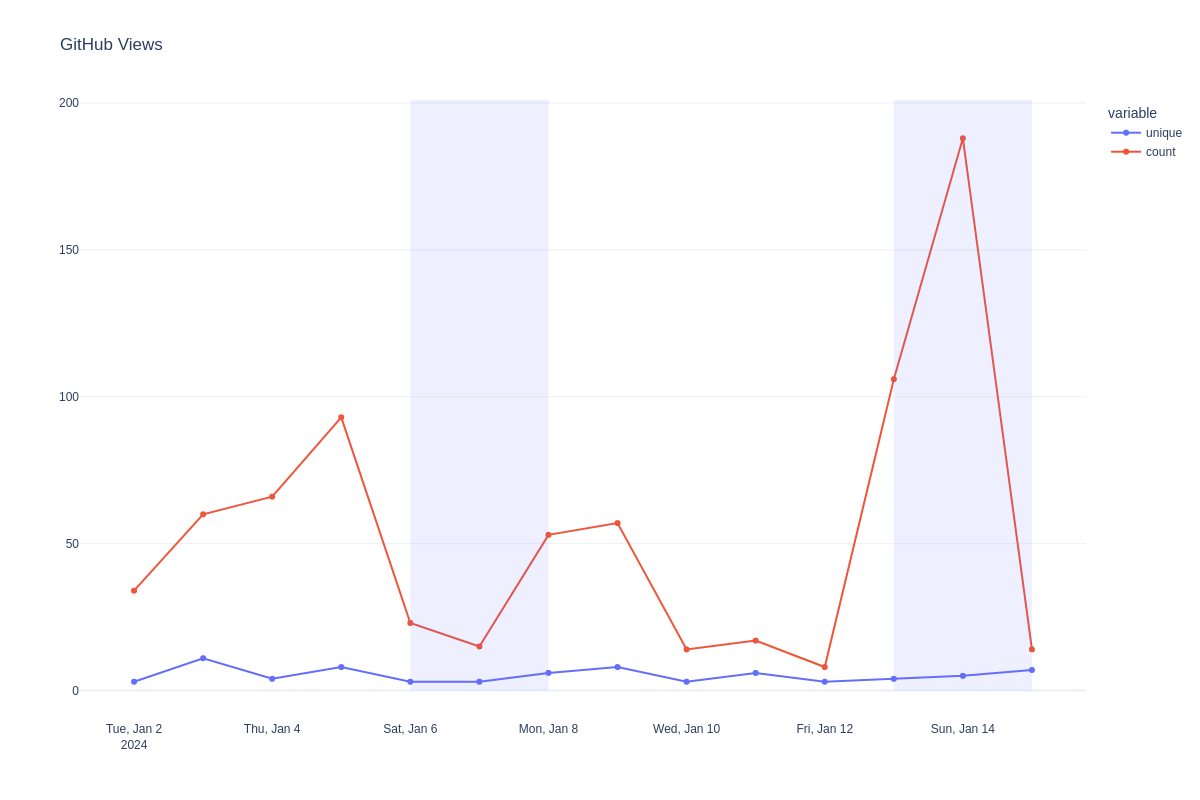 GitHub Views
200
150
100
50
0
variable
unique
count
Tue, Jan 2
2024
Thu, Jan 4
Sat, Jan 6
Mon, Jan 8
Wed, Jan 10
Fri, Jan 12
Sun, Jan 14